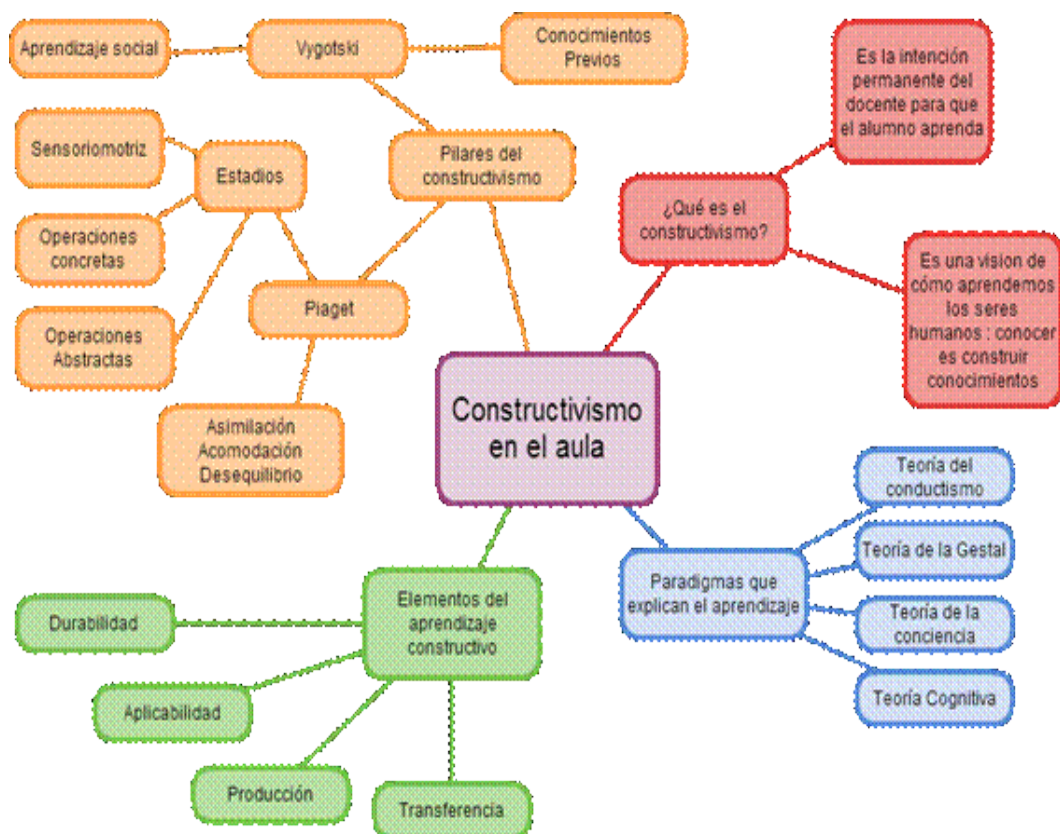 Aprendizaje social
Vygotski
Conocimientos
Previos
Sensoriomotriz
Estadios
Pilares del
constructivismo
Operaciones
concretas
Piaget
Operaciones
Abstractas
Asimilación
Acomodación
Desequilibrio
Es la intención
permanente del
docente para que
el alumno aprenda
¿Qué es el
constructivismo?
Es una vision de
cómo aprendemos
los seres
humanos : conocer
es construir
conocimientos
Constructivismo
en el aula
Teoría del
conductismo
Teoría de la Gestal
Paradigmas que
explican el aprendizaje
Teoría de la
conciencia
Teoría Cognitiva
Elementos del
aprendizaje
constructivo
Durabilidad
Aplicabilidad
Producción
Transferencia